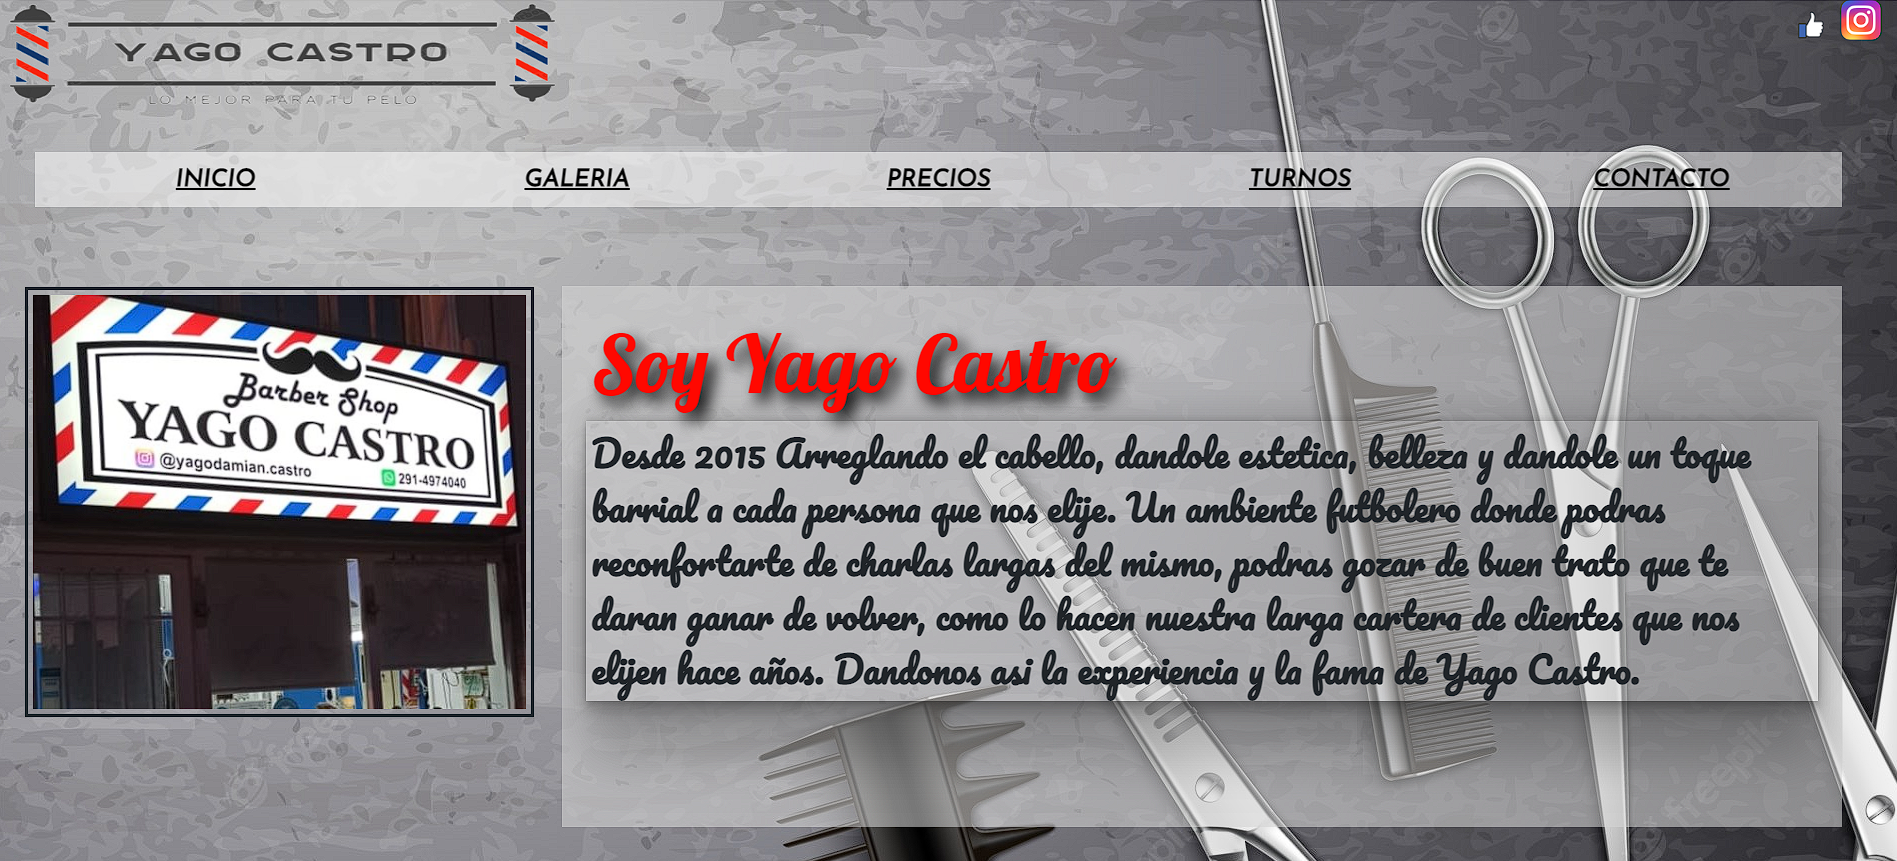 YAGO CASTRO
LO MEJOR PARA TU PELO
INICIO
GALERIA
PRECIOS
TURNOS
CONTACTO
Barber Shop
YAGO CASTRO
@yagodamian.castro
291-4974040
Soy Yago Castro
Desde 2015 Arreglando el cabello, dandole estetica, belleza y dandole un toque
barrial a cada persona que nos elije. Un ambiente futbolero donde podras
reconfortarte de charlas largas del mismo, podras gozar de buen trato que te
daran ganar de volver, como lo hacen nuestra larga cartera de clientes que nos
elijen hace años. Dandonos asi la experiencia y la fama de Yago Castro.
freepik
freepik